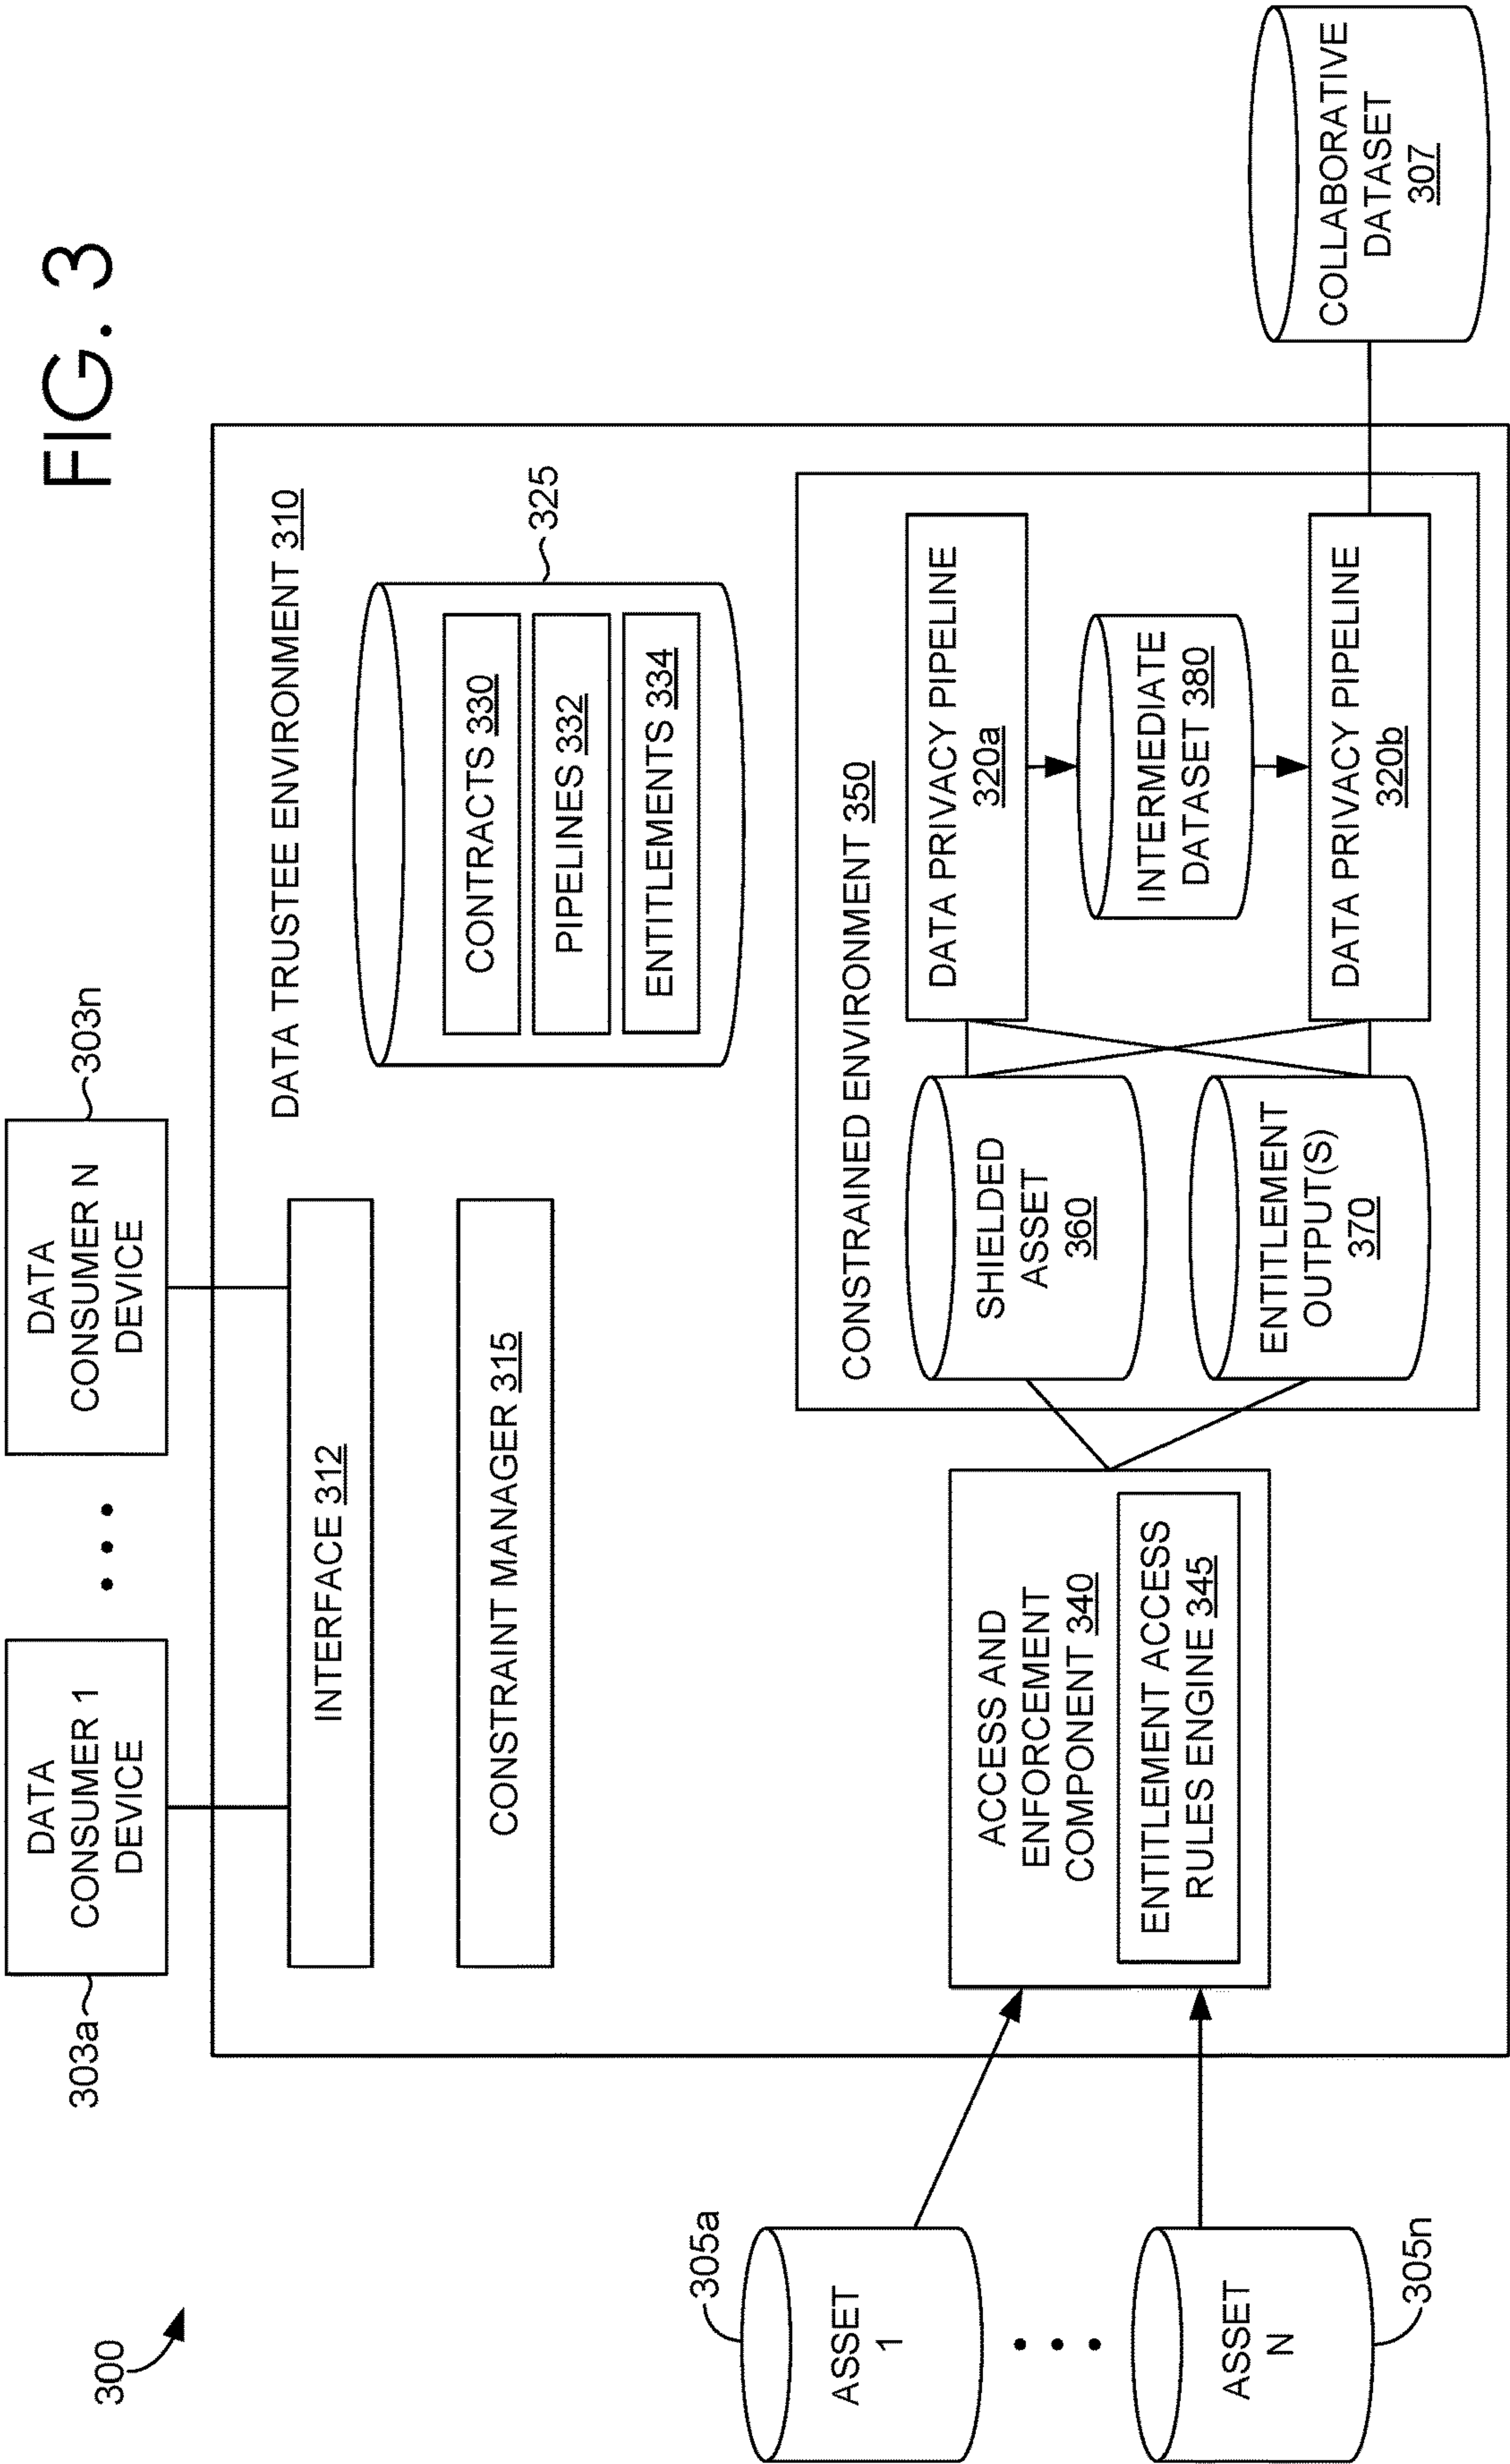 FIG. 3
300
303a
DATA
CONSUMER 1
DEVICE
DATA
CONSUMER N
DEVICE
303n
DATA TRUSTEE ENVIRONMENT 310
INTERFACE 312
CONSTRAINT MANAGER 315
325
CONTRACTS 330
PIPELINES 332
ENTITLEMENTS 334
305a
ASSET
1
ASSET
N
305n
ACCESS AND
ENFORCEMENT
COMPONENT 340
ENTITLEMENT ACCESS
RULES ENGINE 345
CONSTRAINED ENVIRONMENT 350
SHIELDED
ASSET
360
ENTITLEMENT
OUTPUT(S)
370
DATA PRIVACY PIPELINE
320a
INTERMEDIATE
DATASET 380
DATA PRIVACY PIPELINE
320b
COLLABORATIVE
DATASET
307